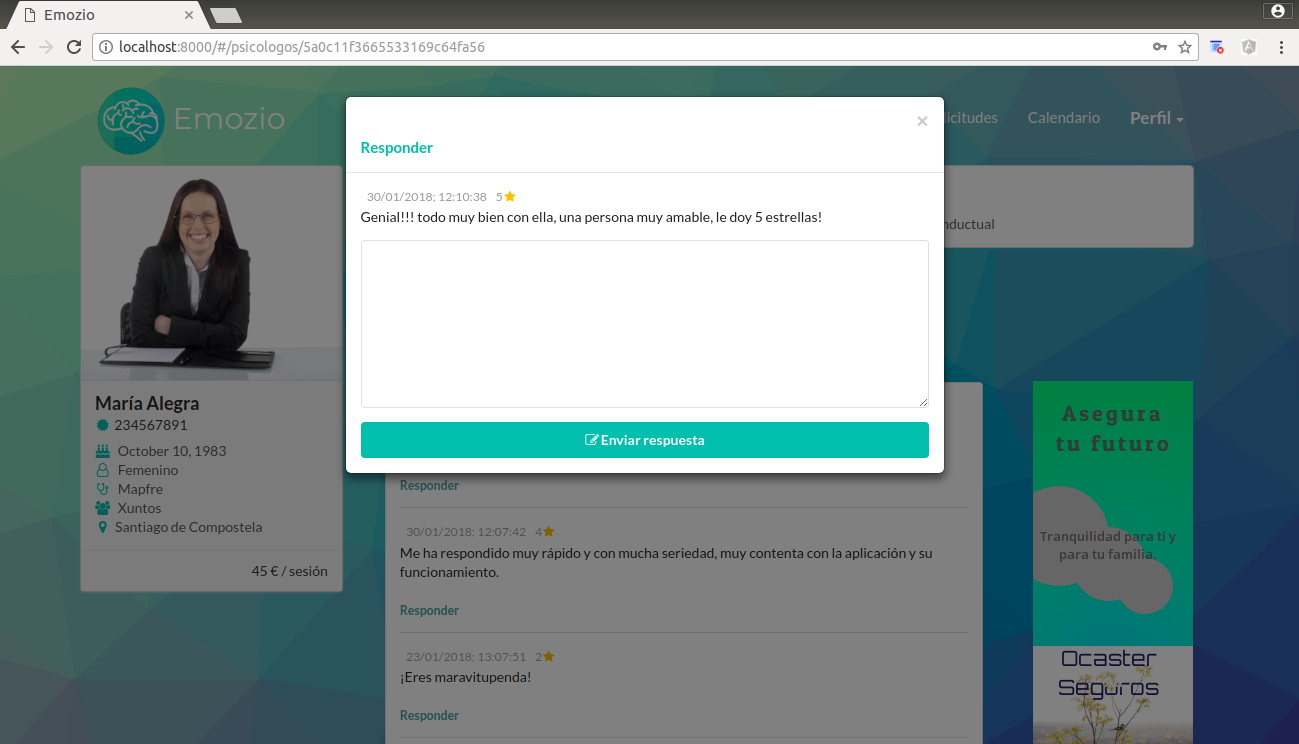 Emozio
localhost:8000/#/psicologos/5a0c11f3665533169c64fa56
Emozio
Calendario
Perfil
Responder
30/01/2018; 12:10:38 5
Genial!!! todo muy bien con ella, una persona muy amable, le doy 5 estrellas!
Enviar respuesta
María Alegra
234567891
October 10, 1983
Femenino
Mapfre
Xuntos
Santiago de Compostela
45 € / sesión
Responder
30/01/2018; 12:07:42 4
Me ha respondido muy rápido y con mucha seriedad, muy contenta con la aplicación y su
funcionamiento.
Responder
23/01/2018; 13:07:51 2
¡Eres maravitupenda!
Responder
Asegura
tu futuro
Tranquilidad para ti y
para tu familia.
Ocaster
Seguros